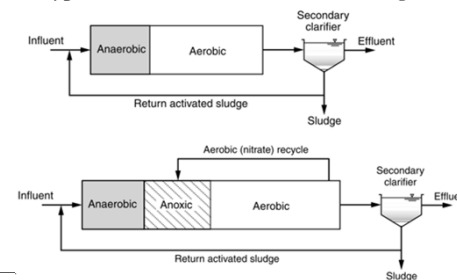 Secondary
clarifier
Influent
Anaerobic
Aerobic
Effluent
Return activated sludge
Sludge
Aerobic (nitrate) recycle
Secondary
clarifier
Influent
Anaerobic
Anoxic
Aerobic
Efflue
Return activated sludge
Sludge